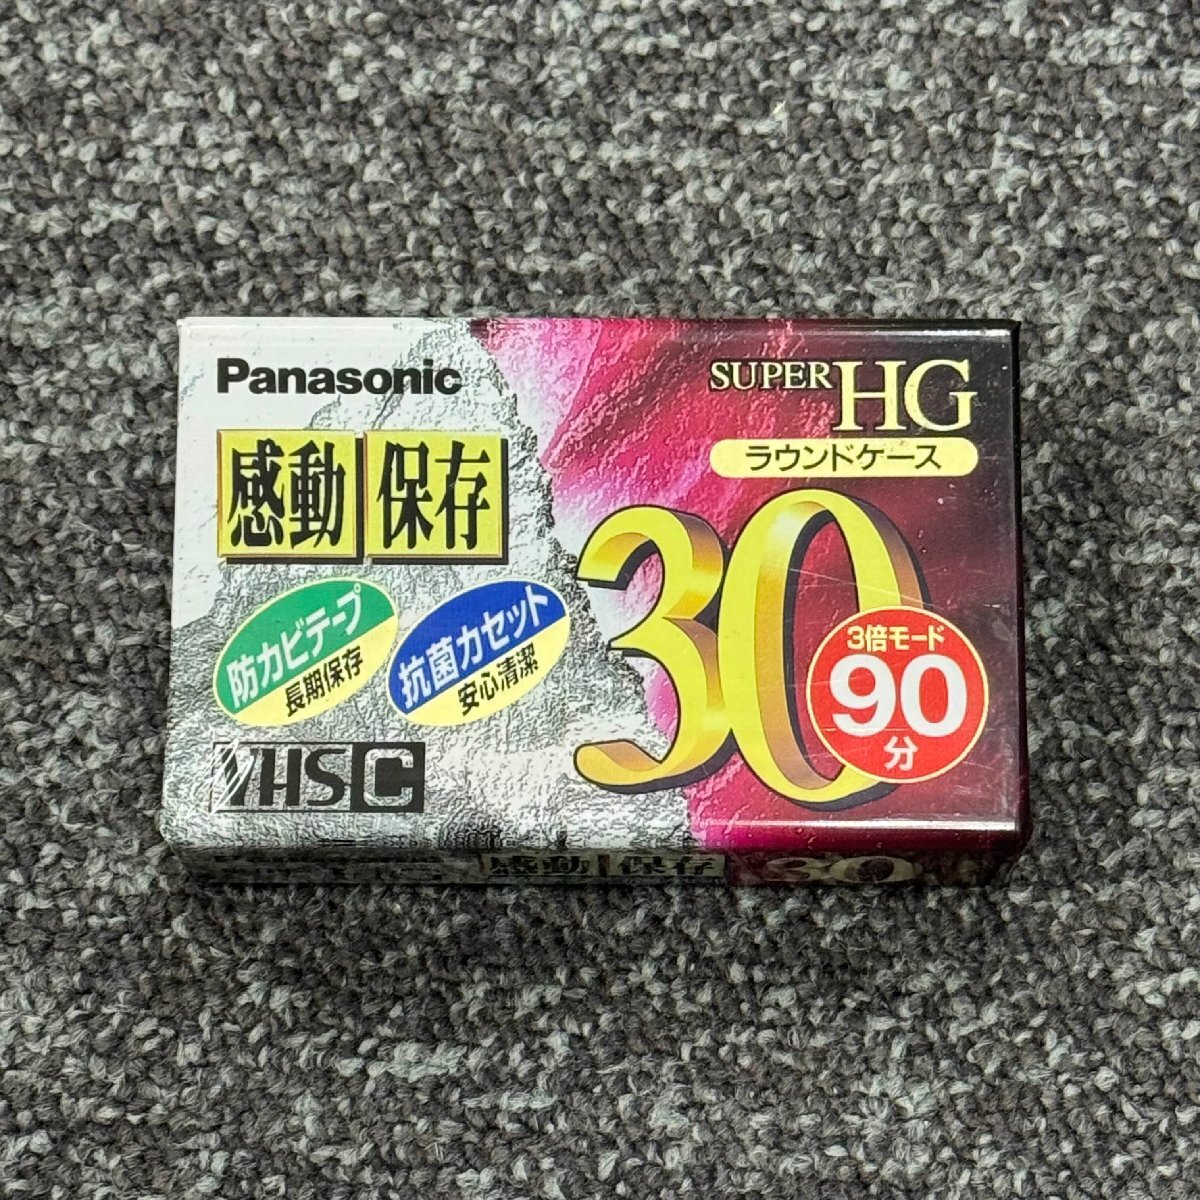 Panasonic
SUPER HG
ラウンドケース
感動 保存
30
防カビテープ
長期保存
抗菌カセット
安心清潔
3倍モード
90
分
VHS C
感動 保存
30